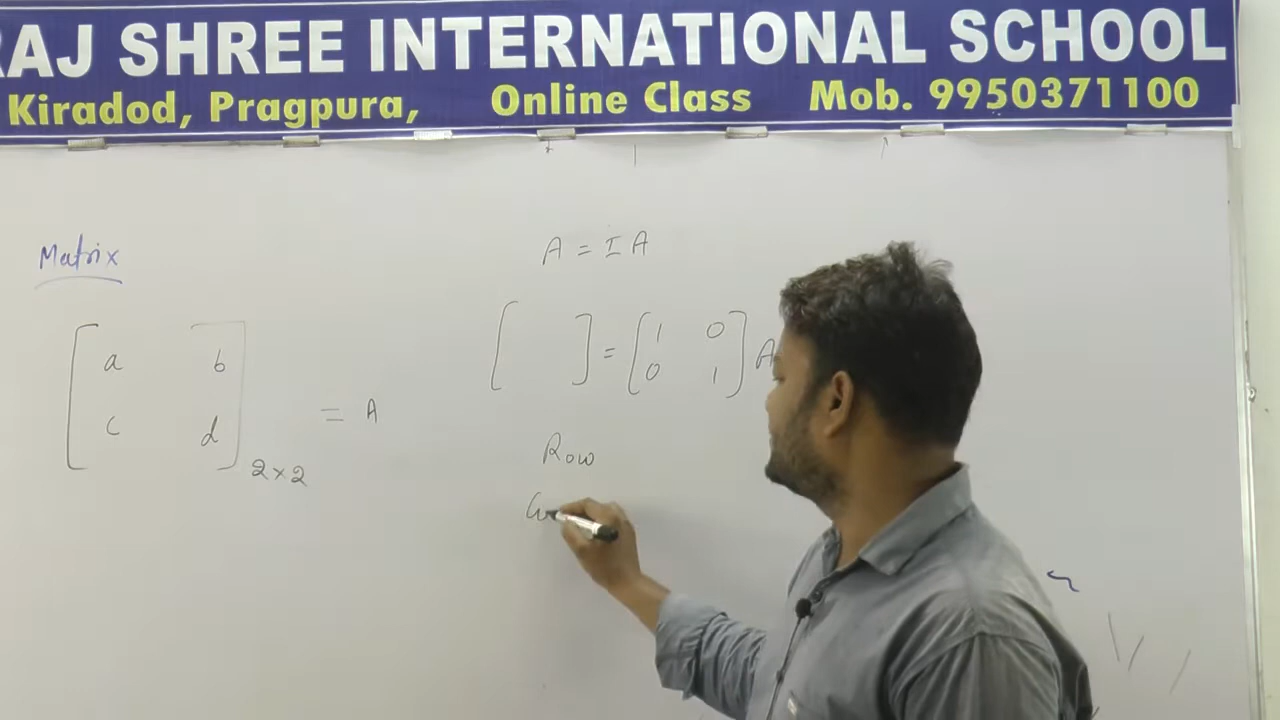 RAJ SHREE INTERNATIONAL SCHOOL
Kiradod, Pragpura, Online Class Mob. 9950371100
Matrix
A = I A
[ a b
c d ] 2×2 = A
[ ] = [ 1 0
0 1 ] A
Row